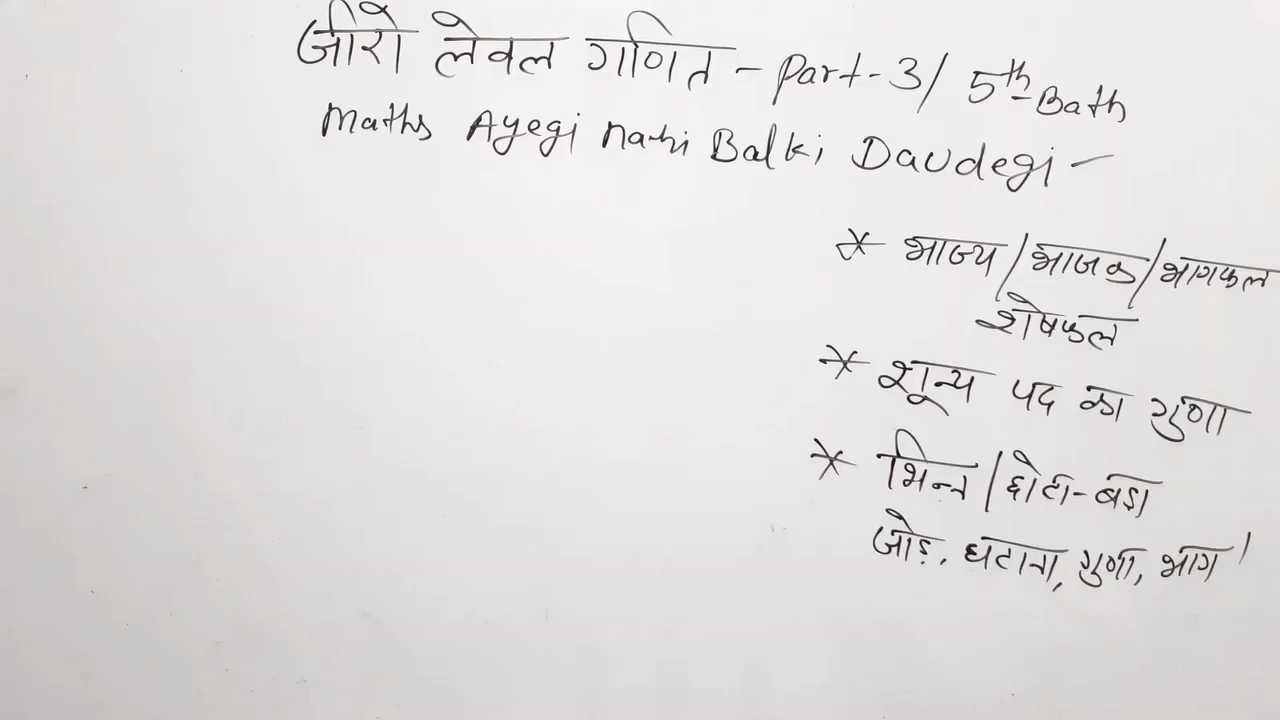 जीरो लेवल गणित - Part-3/ 5th Bath
Maths Ayegi Nahi Balki Daudegi -
* भाज्य/भाजक/भागफल
शेषफल
* शून्य पद का गुणा
* भिन्न/छोटा-बड़ा
जोड़, घटाना, गुणा, भाग